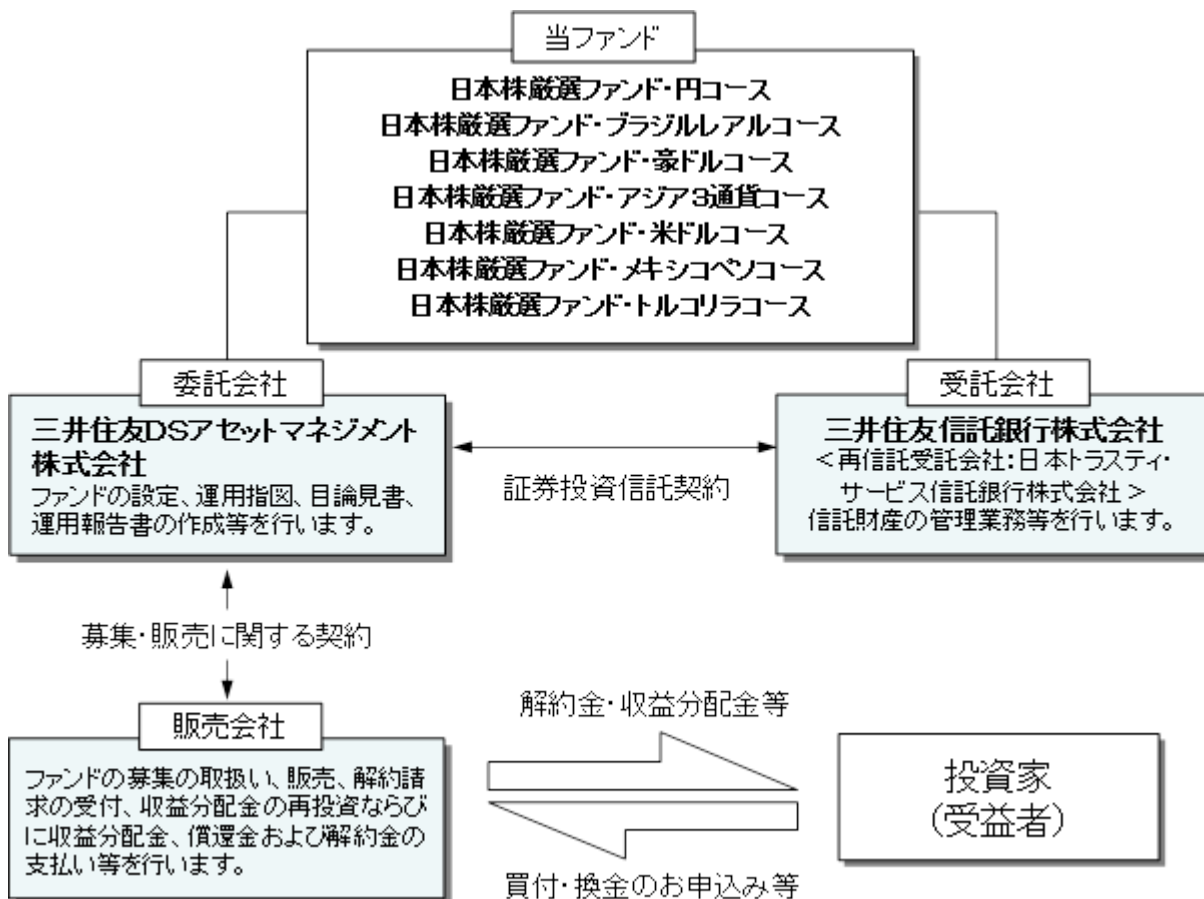 当ファンド
日本株厳選ファンド・円コース
日本株厳選ファンド・ブラジルレアルコース
日本株厳選ファンド・豪ドルコース
日本株厳選ファンド・アジア3通貨コース
日本株厳選ファンド・米ドルコース
日本株厳選ファンド・メキシコペソコース
日本株厳選ファンド・トルコリラコース
委託会社
三井住友DSアセットマネジメント
株式会社
ファンドの設定、運用指図、目論見書、
運用報告書の作成等を行います。
証券投資信託契約
受託会社
三井住友信託銀行株式会社
<再信託受託会社:日本トラスティ・
サービス信託銀行株式会社>
信託財産の管理業務等を行います。
募集・販売に関する契約
販売会社
ファンドの募集の取扱い、販売、解約請
求の受付、収益分配金の再投資ならび
に収益分配金、償還金および解約金の
支払い等を行います。
解約金・収益分配金等
買付・換金のお申込み等
投資家
(受益者)